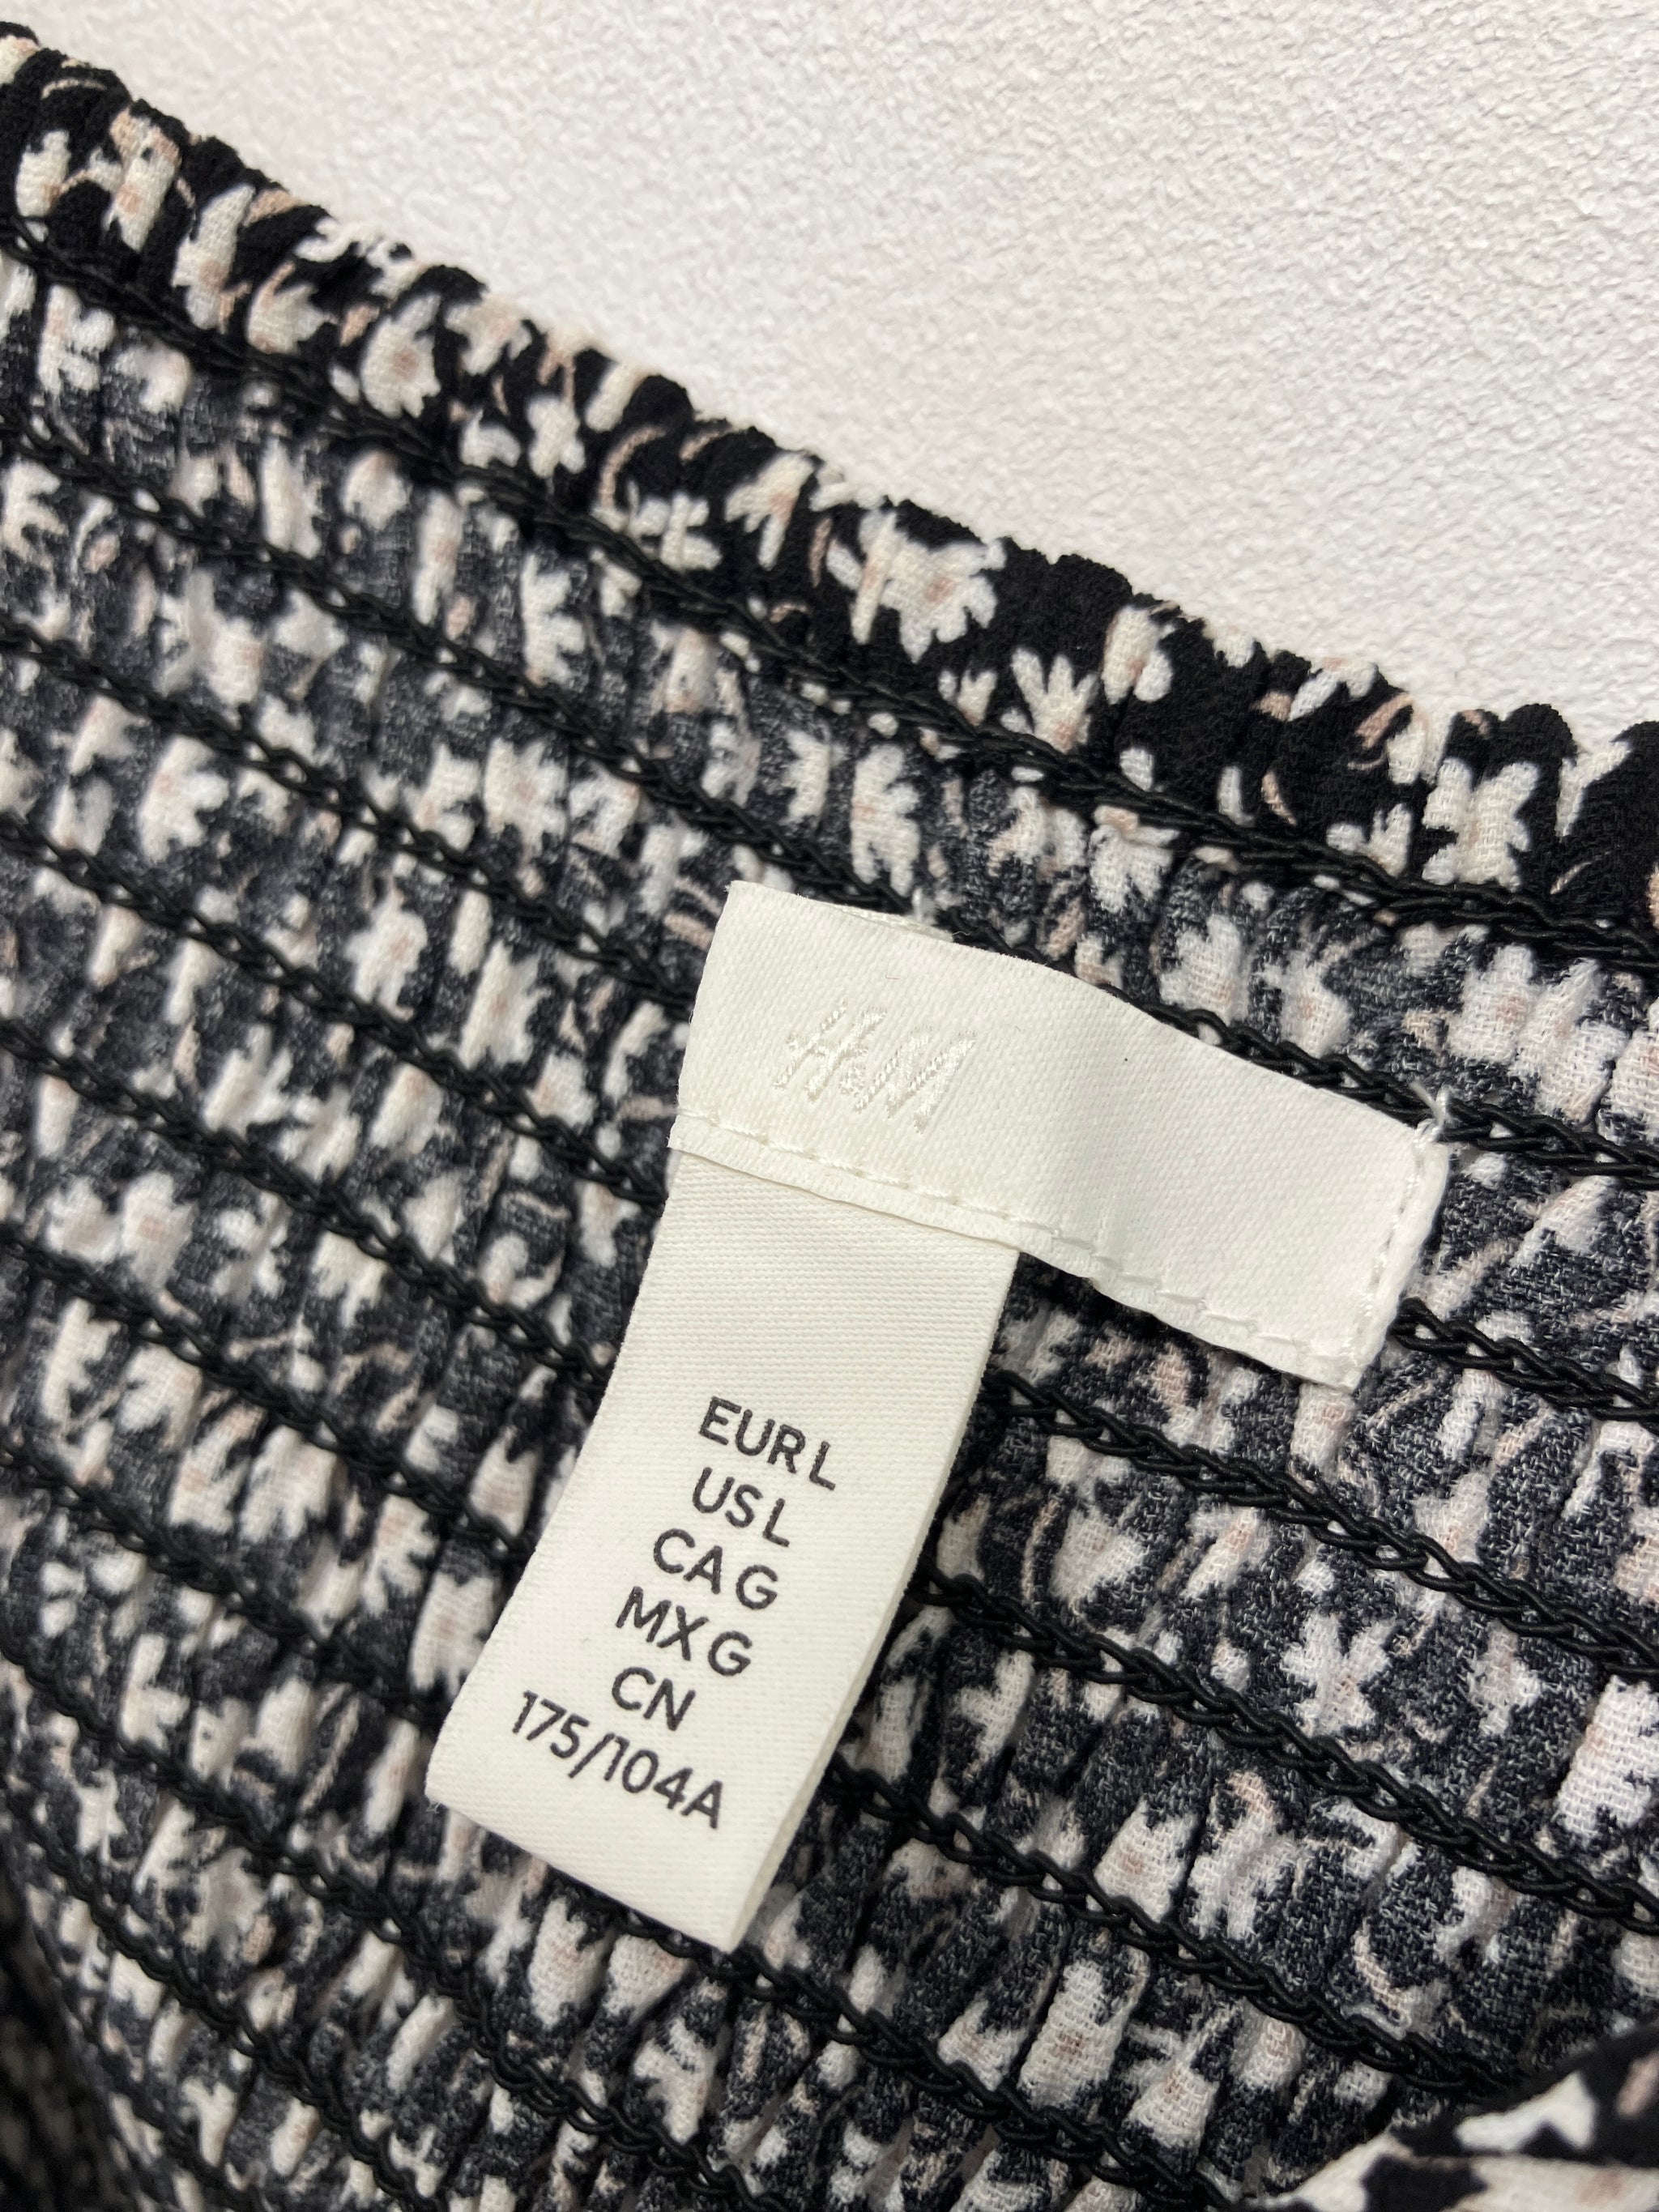 H&M
EUR L
US L
CA G
MX G
CN
175/104A